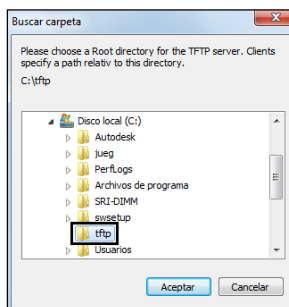 Buscar carpeta
Please choose a Root directory for the TFTP server. Clients
specify a path relativ to this directory.
C:\tftp
Disco local (C:)
Autodesk
jueg
PerfLogs
Archivos de programa
SRI-DIMM
swsetup
tftp
Usuarios
Aceptar
Cancelar